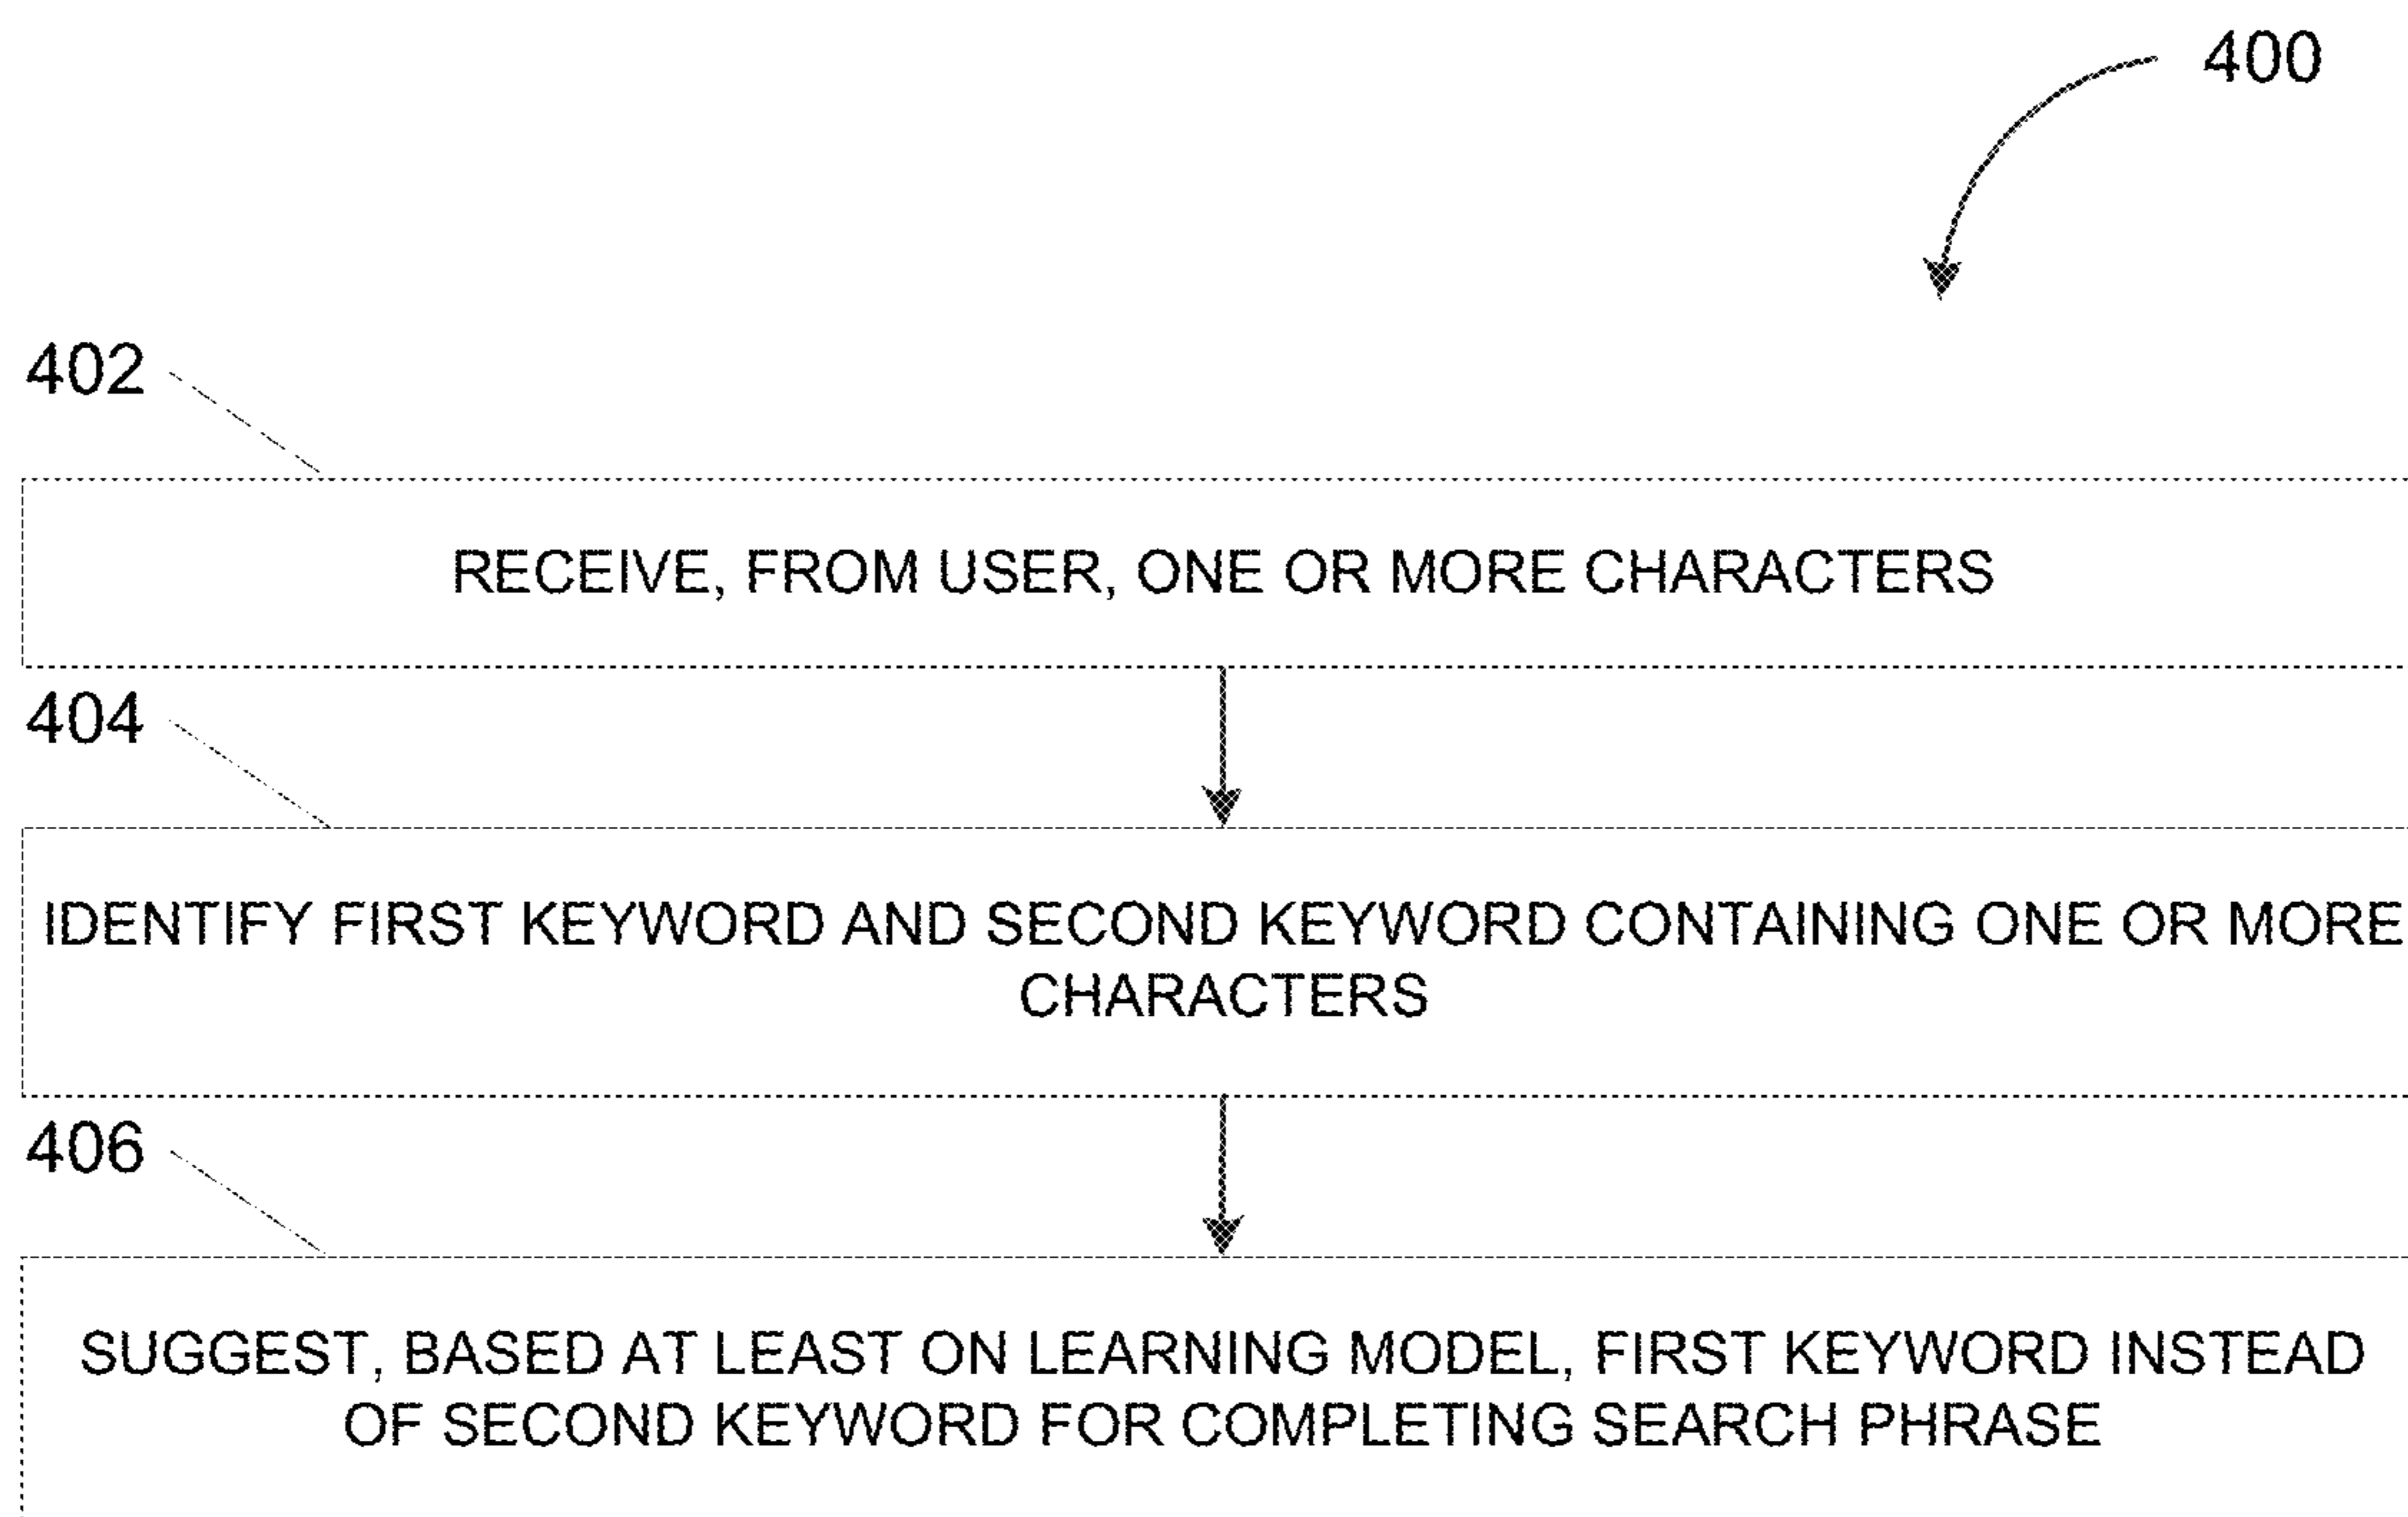 400
402
RECEIVE, FROM USER, ONE OR MORE CHARACTERS
404
IDENTIFY FIRST KEYWORD AND SECOND KEYWORD CONTAINING ONE OR MORE
CHARACTERS
406
SUGGEST, BASED AT LEAST ON LEARNING MODEL, FIRST KEYWORD INSTEAD
OF SECOND KEYWORD FOR COMPLETING SEARCH PHRASE